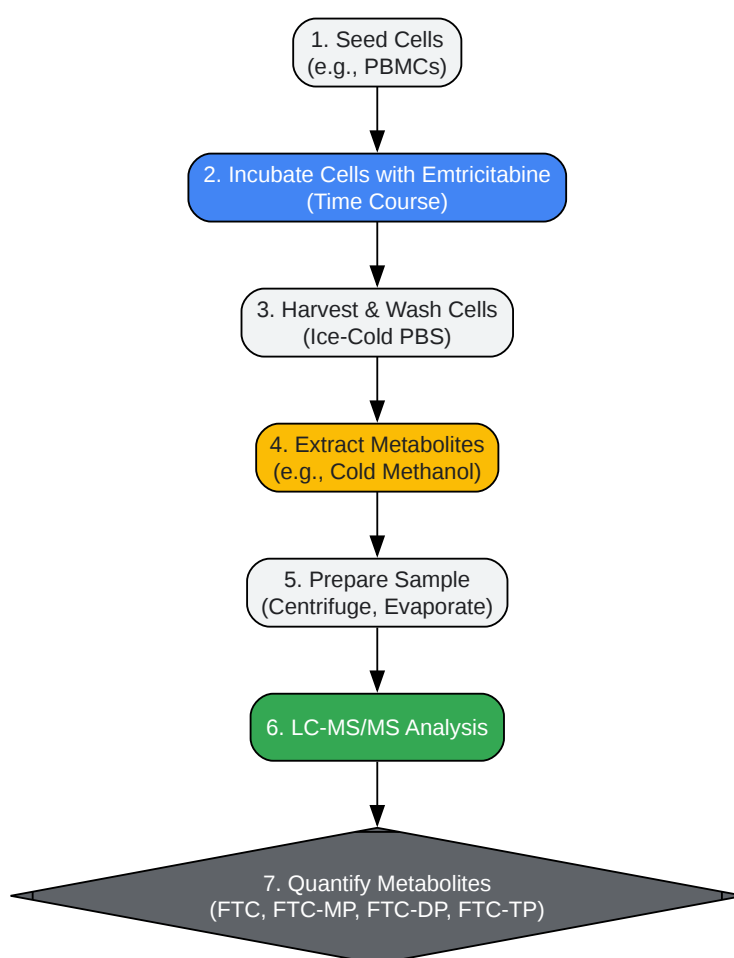 1. Seed Cells
(e.g., PBMCs)
2. Incubate Cells with Emtricitabine
(Time Course)
3. Harvest & Wash Cells
(Ice-Cold PBS)
4. Extract Metabolites
(e.g., Cold Methanol)
5. Prepare Sample
(Centrifuge, Evaporate)
6. LC-MS/MS Analysis
7. Quantify Metabolites
(FTC, FTC-MP, FTC-DP, FTC-TP)